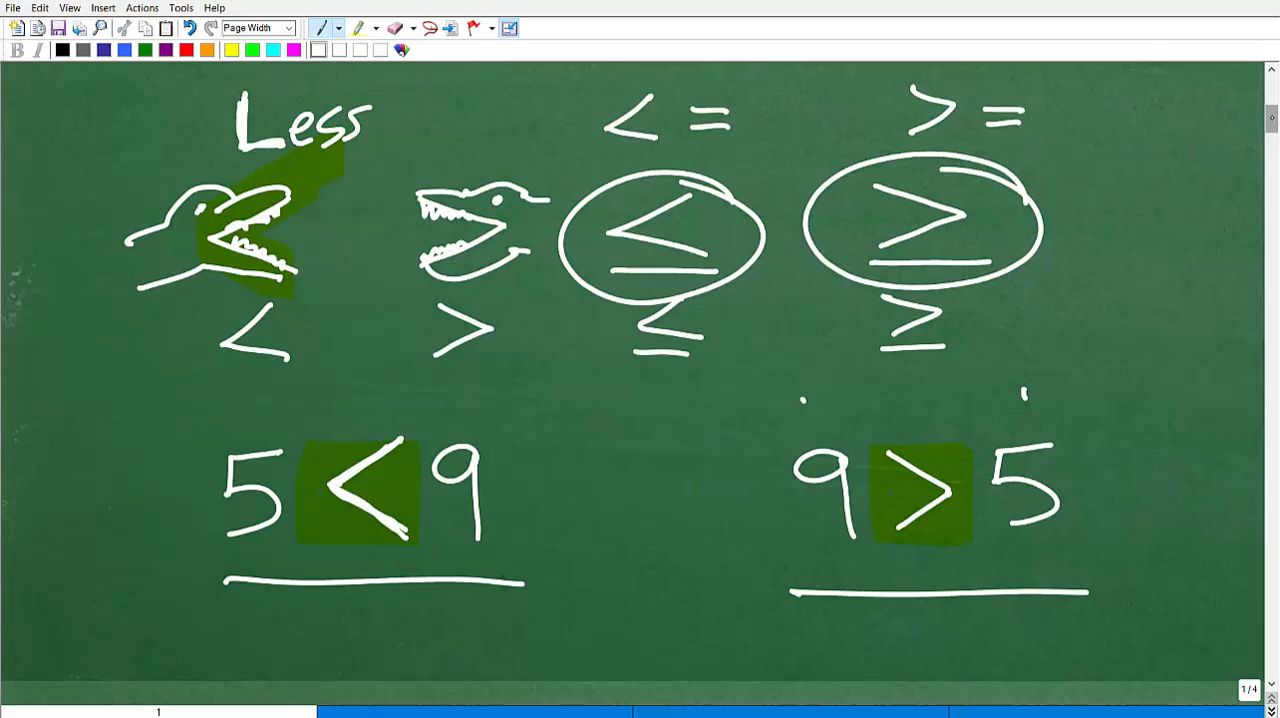 File Edit View Insert Actions Tools Help
Page Width
B I
Less < = > =
≤ ≥
< > ≤ ≥
5 < 9 9 > 5
1/4
1